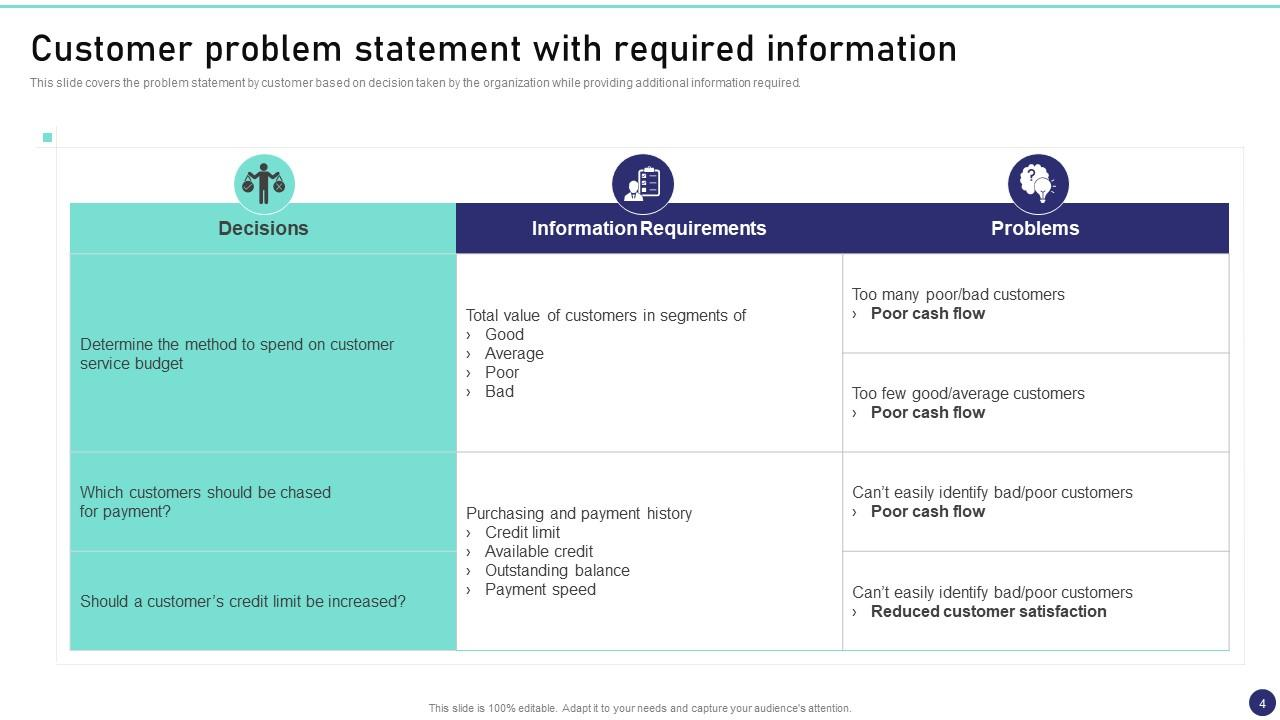 Customer problem statement with required information
This slide covers the problem statement by customer based on decision taken by the organization while providing additional information required.
Decisions
Information Requirements
Problems
Determine the method to spend on customer
service budget
Total value of customers in segments of
› Good
› Average
› Poor
› Bad
Too many poor/bad customers
› Poor cash flow
Too few good/average customers
› Poor cash flow
Which customers should be chased
for payment?
Purchasing and payment history
› Credit limit
› Available credit
› Outstanding balance
› Payment speed
Can’t easily identify bad/poor customers
› Poor cash flow
Should a customer’s credit limit be increased?
Can’t easily identify bad/poor customers
› Reduced customer satisfaction
This slide is 100% editable. Adapt it to your needs and capture your audience's attention.
4